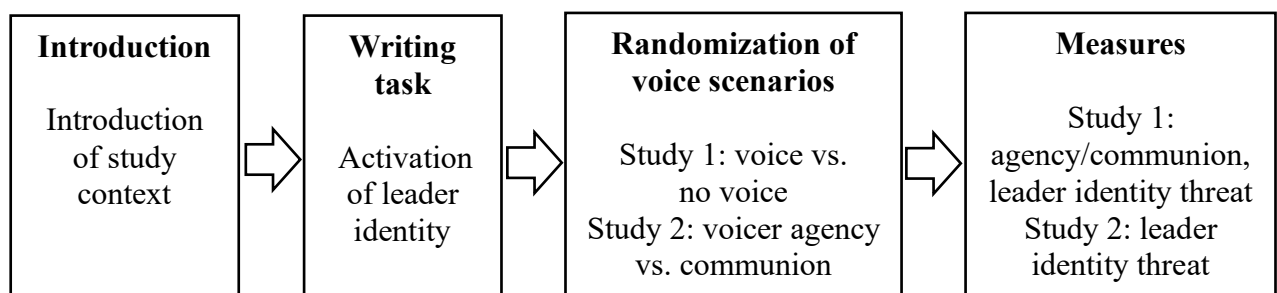 Introduction
Introduction
of study
context
Writing
task
Activation
of leader
identity
Randomization of
voice scenarios
Study 1: voice vs.
no voice
Study 2: voicer agency
vs. communion
Measures
Study 1:
agency/communion,
leader identity threat
Study 2: leader
identity threat